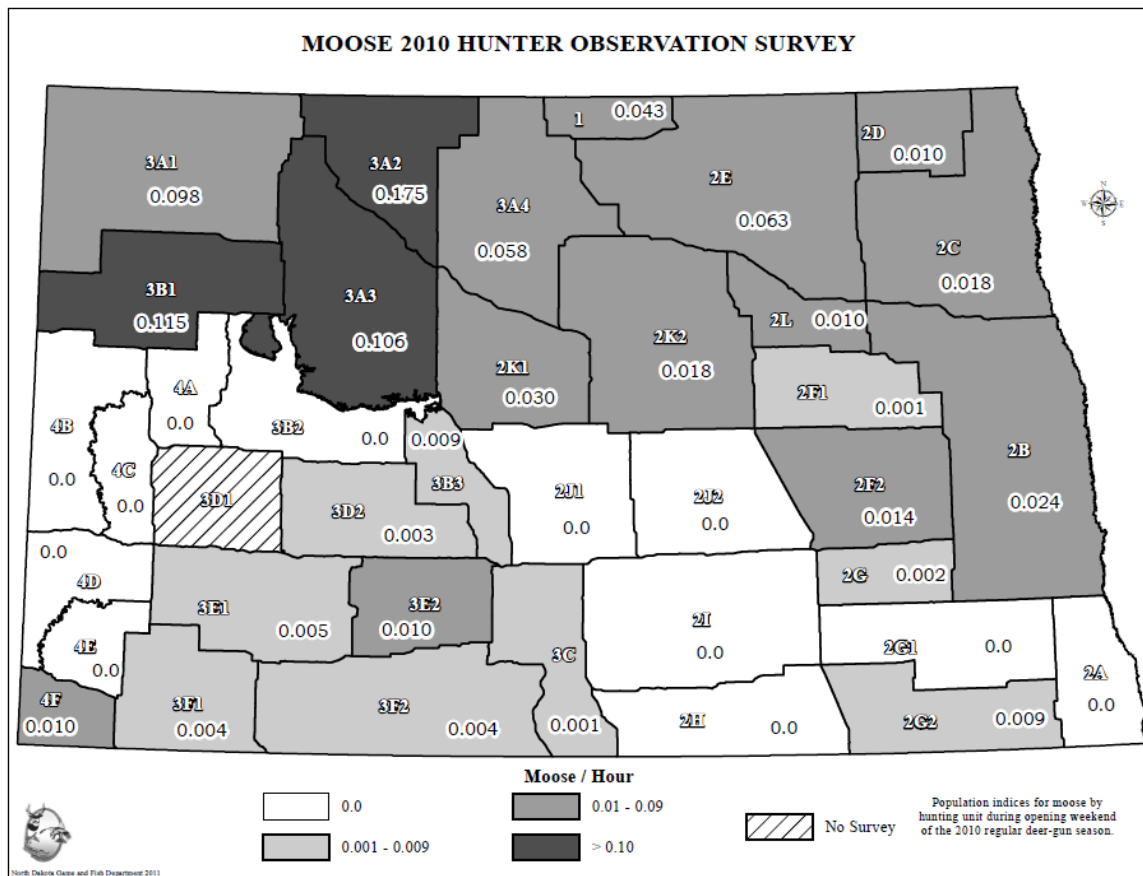 MOOSE 2010 HUNTER OBSERVATION SURVEY
1
0.043
2D
0.010
3A1
0.098
3A2
0.175
3A4
0.058
2E
0.063
N
W
E
S
2C
0.018
3B1
0.115
3A3
0.106
2L
0.010
2K2
0.018
2K1
0.030
2F1
0.001
4A
0.0
4B
0.0
3B2
0.0
0.009
3B3
4C
0.0
3D1
3D2
0.003
2J1
0.0
2J2
0.0
2F2
0.014
2B
0.024
0.0
4D
2G
0.002
3E1
0.005
3E2
0.010
4E
0.0
3C
0.001
2I
0.0
2G1
0.0
2A
0.0
4F
0.010
3F1
0.004
3F2
0.004
2H
0.0
2G2
0.009
Moose / Hour
0.0
0.01 - 0.09
0.001 - 0.009
> 0.10
No Survey
Population indices for moose by
hunting unit during opening weekend
of the 2010 regular deer-gun season.
North Dakota Game and Fish Department 2011